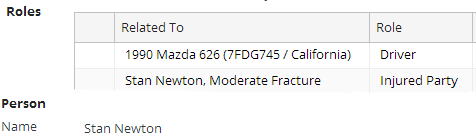 Roles
Related To Role
1990 Mazda 626 (7FDG745 / California) Driver
Stan Newton, Moderate Fracture Injured Party
Person
Name Stan Newton